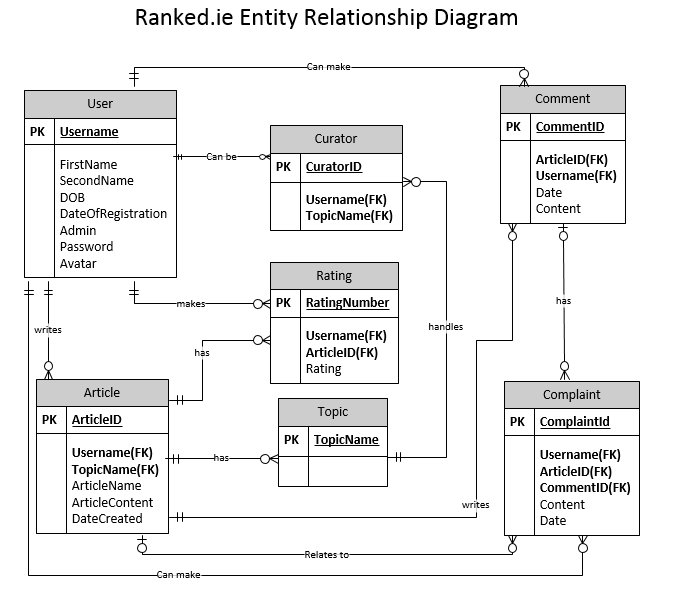 Ranked.ie Entity Relationship Diagram
Can make
User
PK Username
FirstName
SecondName
DOB
DateOfRegistration
Admin
Password
Avatar
Can be
Curator
PK CuratorID
Username(FK)
TopicName(FK)
Comment
PK CommentID
ArticleID(FK)
Username(FK)
Date
Content
makes
Rating
PK RatingNumber
Username(FK)
ArticleID(FK)
Rating
handles
has
writes
has
Article
PK ArticleID
Username(FK)
TopicName(FK)
ArticleName
ArticleContent
DateCreated
has
Topic
PK TopicName
Complaint
PK ComplaintId
Username(FK)
ArticleID(FK)
CommentID(FK)
Content
Date
writes
Relates to
Can make